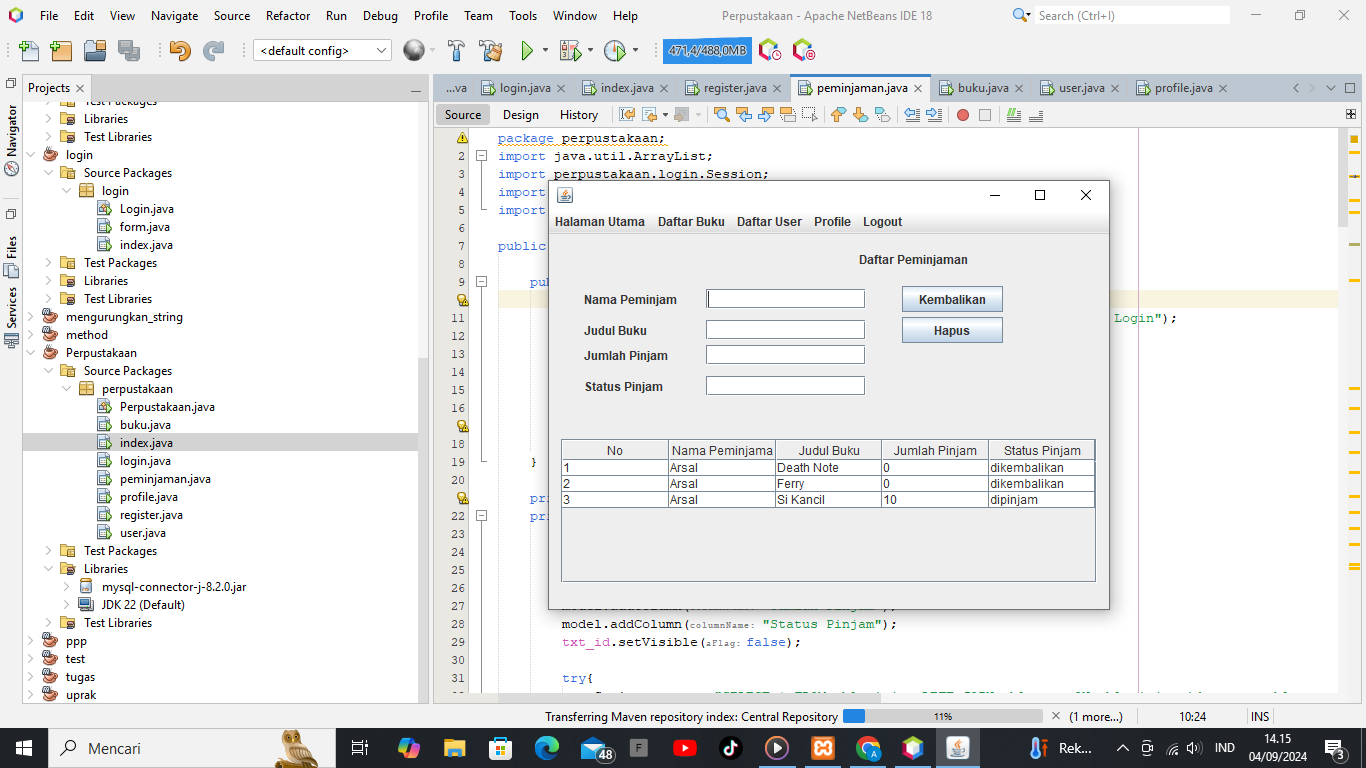 File Edit View Navigate Source Refactor Run Debug Profile Team Tools Window Help
Perpustakaan - Apache NetBeans IDE 18
Search (Ctrl+I)
<default config>
471,4/488,0MB
Projects
...va login.java index.java register.java peminjaman.java buku.java user.java profile.java
Source Design History
Navigator
Files
Services
Test Packages
Libraries
Test Libraries
login
Source Packages
login
Login.java
form.java
index.java
Test Packages
Libraries
Test Libraries
mengurungkan_string
method
Perpustakaan
Source Packages
perpustakaan
Perpustakaan.java
buku.java
index.java
login.java
peminjaman.java
profile.java
register.java
user.java
Test Packages
Libraries
mysql-connector-j-8.2.0.jar
JDK 22 (Default)
Test Libraries
ppp
test
tugas
uprak
package perpustakaan;
2 import java.util.ArrayList;
3 import perpustakaan.login.Session;
4 import
5 import
6
7 public
8
9 pub
11 Login");
12
13
14
15
16
18
19 }
20
pri
22 pri
23
24
25
26
27
28 model.addColumn(columnName: "Status Pinjam");
29 txt_id.setVisible(aFlag: false);
30
31 try{
Halaman Utama Daftar Buku Daftar User Profile Logout
Daftar Peminjaman
Nama Peminjam Kembalikan
Judul Buku Hapus
Jumlah Pinjam
Status Pinjam
No Nama Peminjama Judul Buku Jumlah Pinjam Status Pinjam
1 Arsal Death Note 0 dikembalikan
2 Arsal Ferry 0 dikembalikan
3 Arsal Si Kancil 10 dipinjam
Transferring Maven repository index: Central Repository 11% (1 more...) 10:24 INS
Mencari
48
F
Rek...
IND
14.15
04/09/2024
3